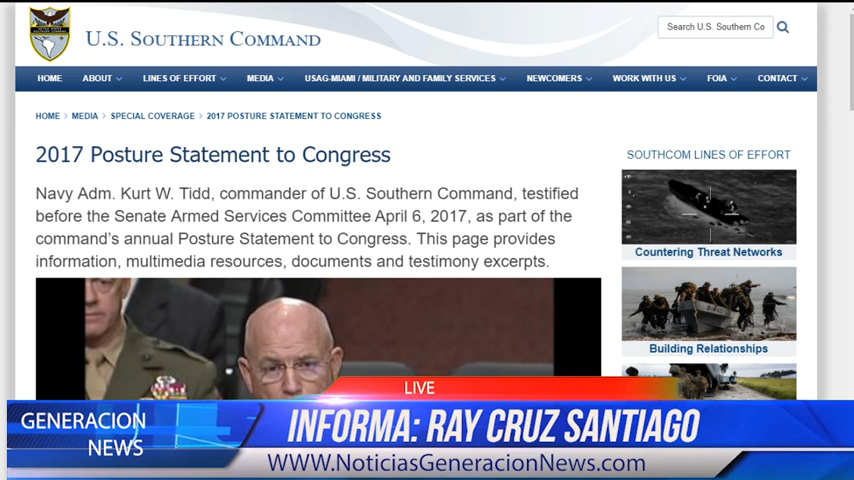 U.S. SOUTHERN COMMAND
Search U.S. Southern Co
HOME ABOUT LINES OF EFFORT MEDIA USAG-MIAMI / MILITARY AND FAMILY SERVICES NEWCOMERS WORK WITH US FOIA CONTACT
HOME > MEDIA > SPECIAL COVERAGE > 2017 POSTURE STATEMENT TO CONGRESS
2017 Posture Statement to Congress
Navy Adm. Kurt W. Tidd, commander of U.S. Southern Command, testified
before the Senate Armed Services Committee April 6, 2017, as part of the
command's annual Posture Statement to Congress. This page provides
information, multimedia resources, documents and testimony excerpts.
SOUTHCOM LINES OF EFFORT
Countering Threat Networks
Building Relationships
LIVE
GENERACION
NEWS
INFORMA: RAY CRUZ SANTIAGO
WWW.NoticiasGeneracionNews.com